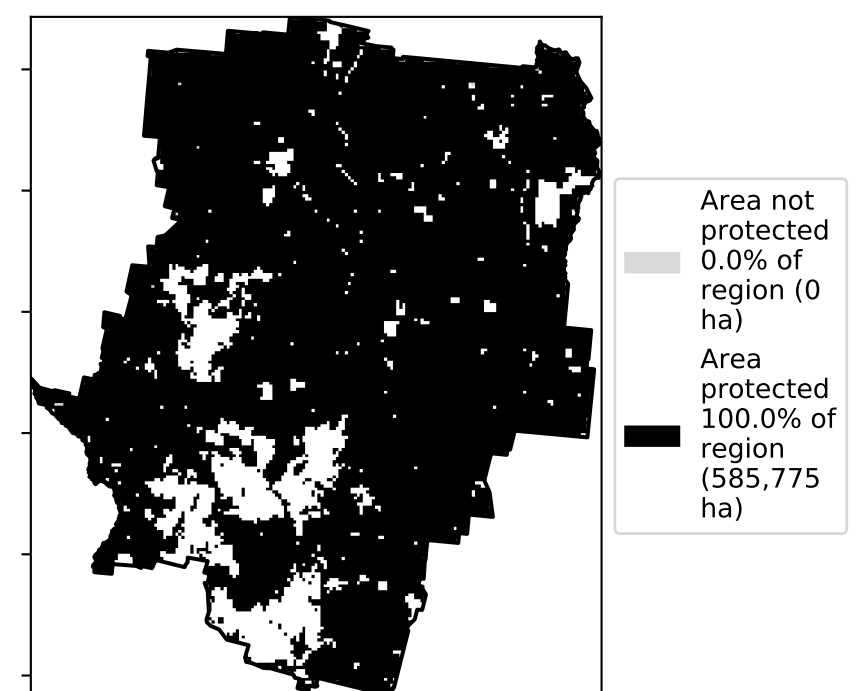 Area not
protected
0.0% of
region (0
ha)
Area
protected
100.0% of
region
(585,775
ha)